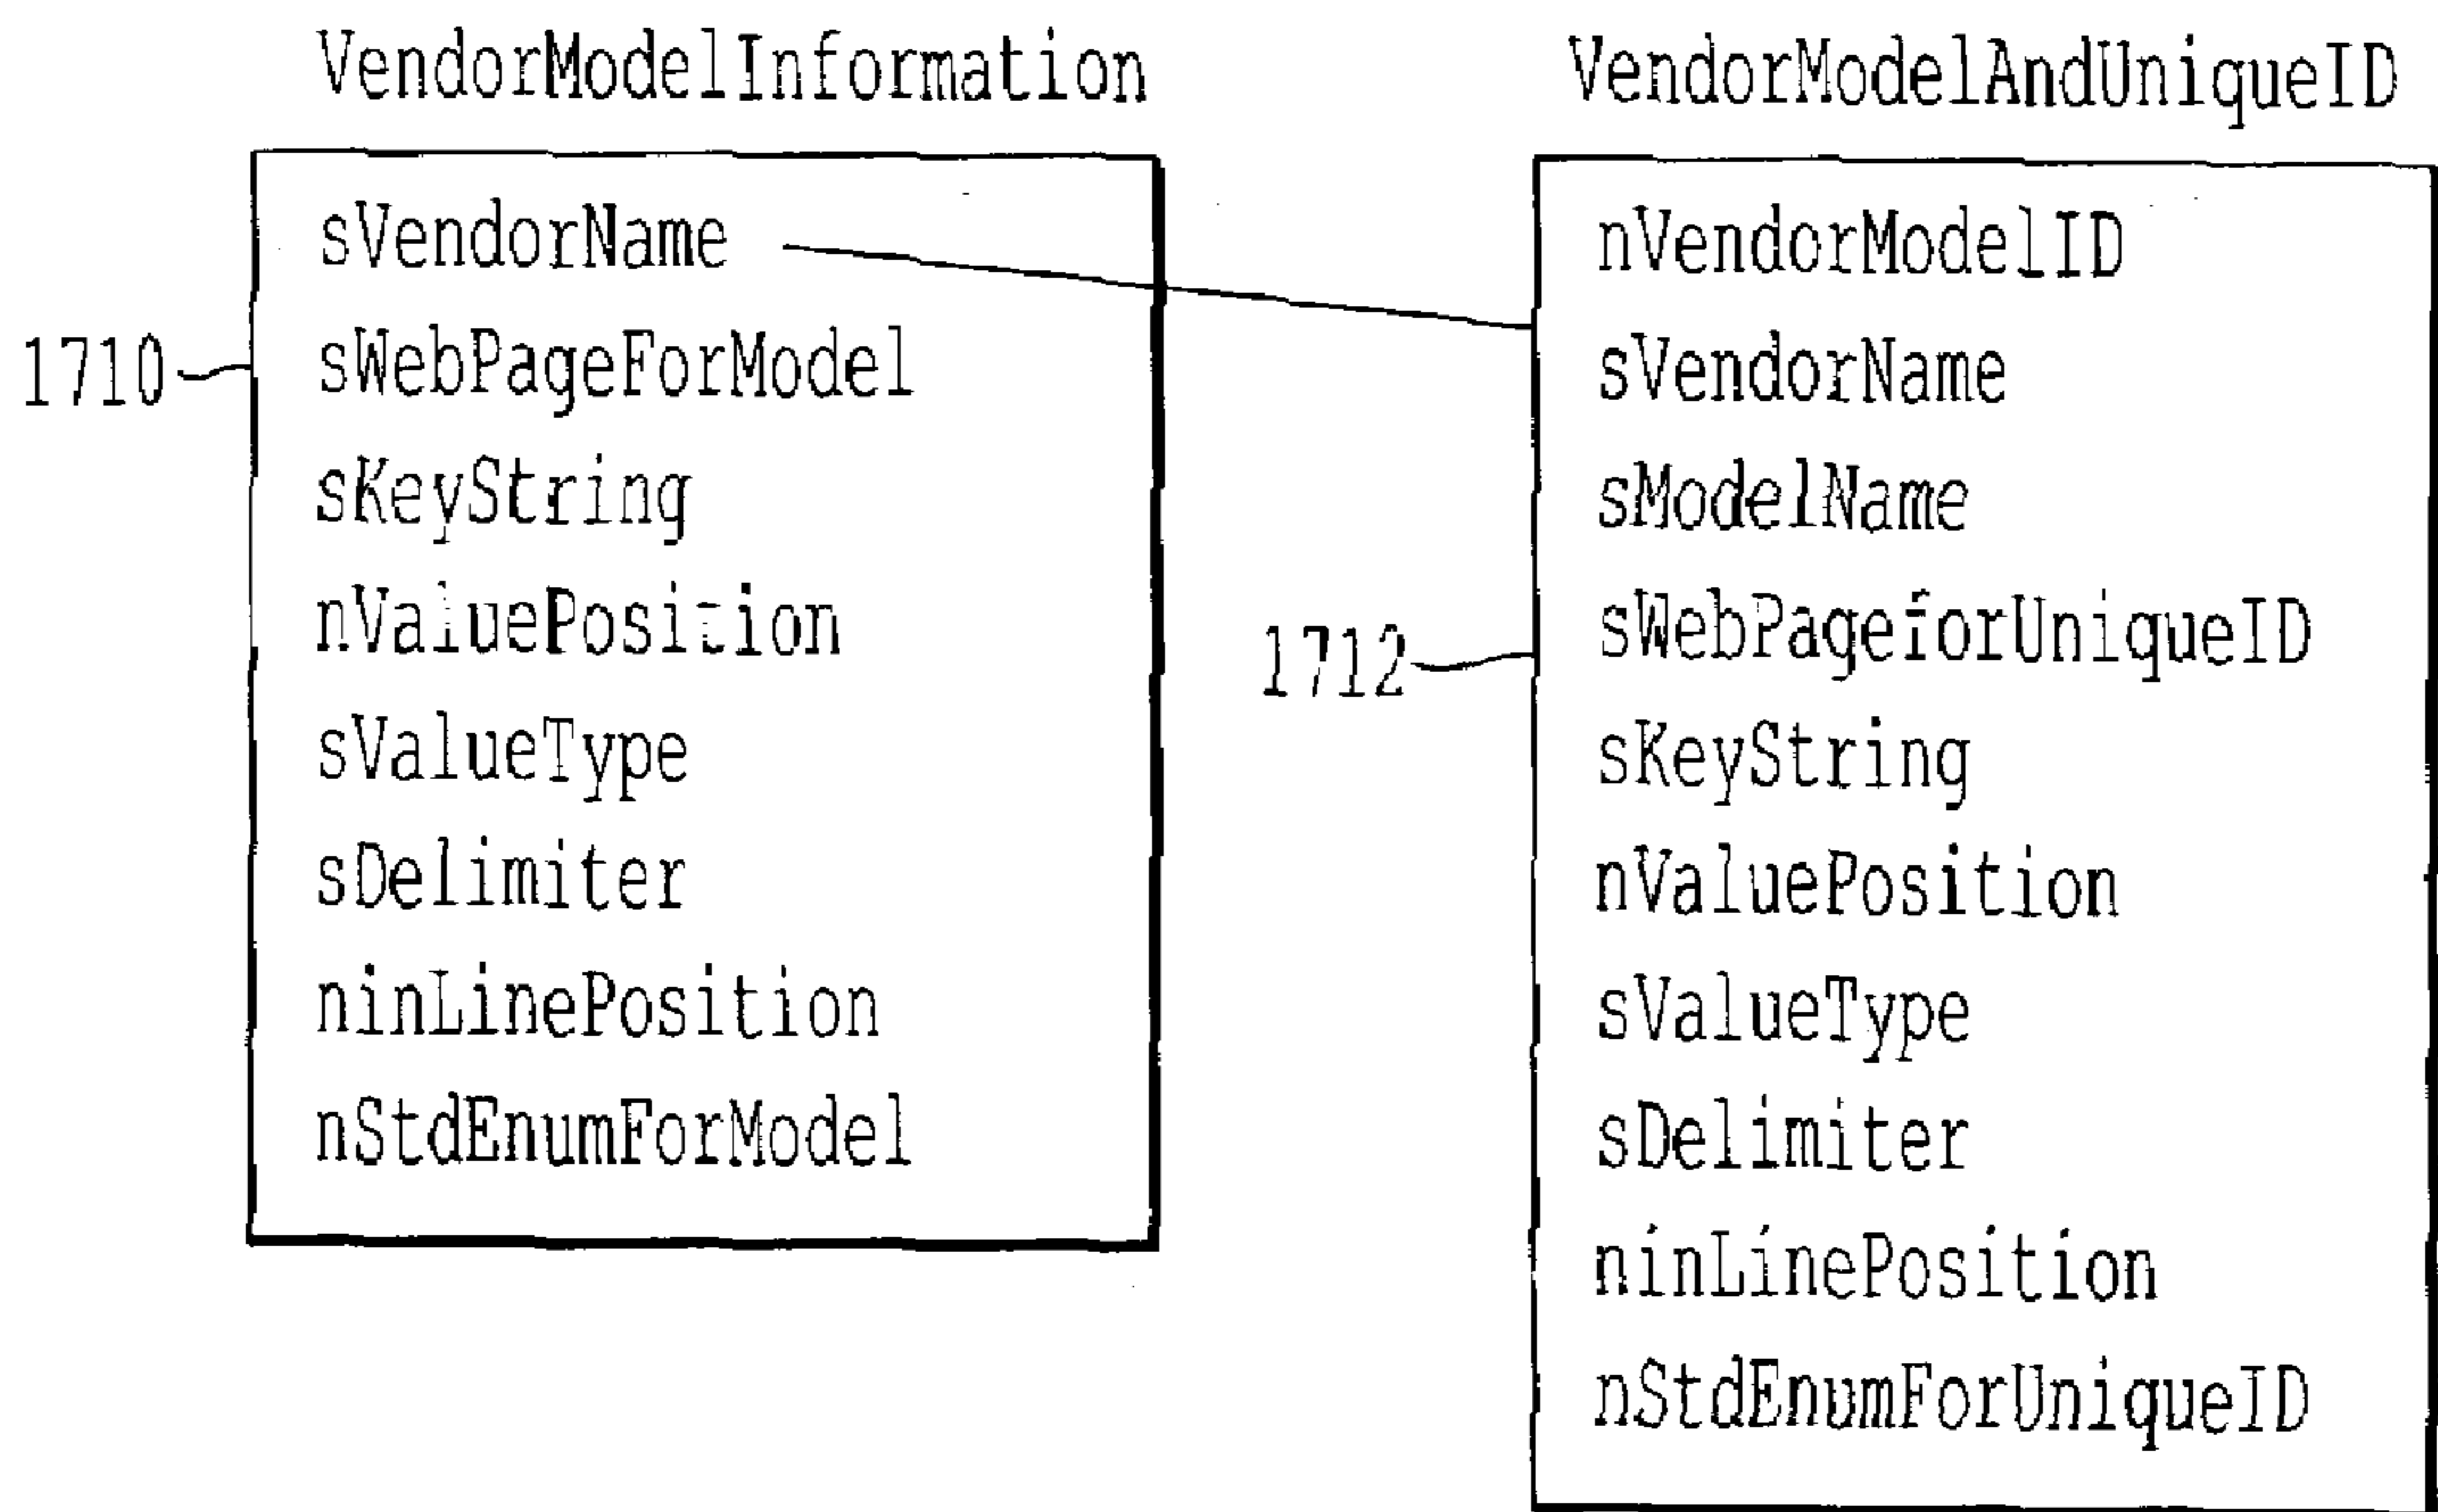 VendorModelInformation
1710
sVendorName
sWebPageForModel
sKeyString
nValuePosition
sValueType
sDelimiter
ninLinePosition
nStdEnumForModel
VendorModelAndUniqueID
1712
nVendorModelID
sVendorName
sModelName
sWebPageforUniqueID
sKeyString
nValuePosition
sValueType
sDelimiter
ninLinePosition
nStdEnumForUniqueID